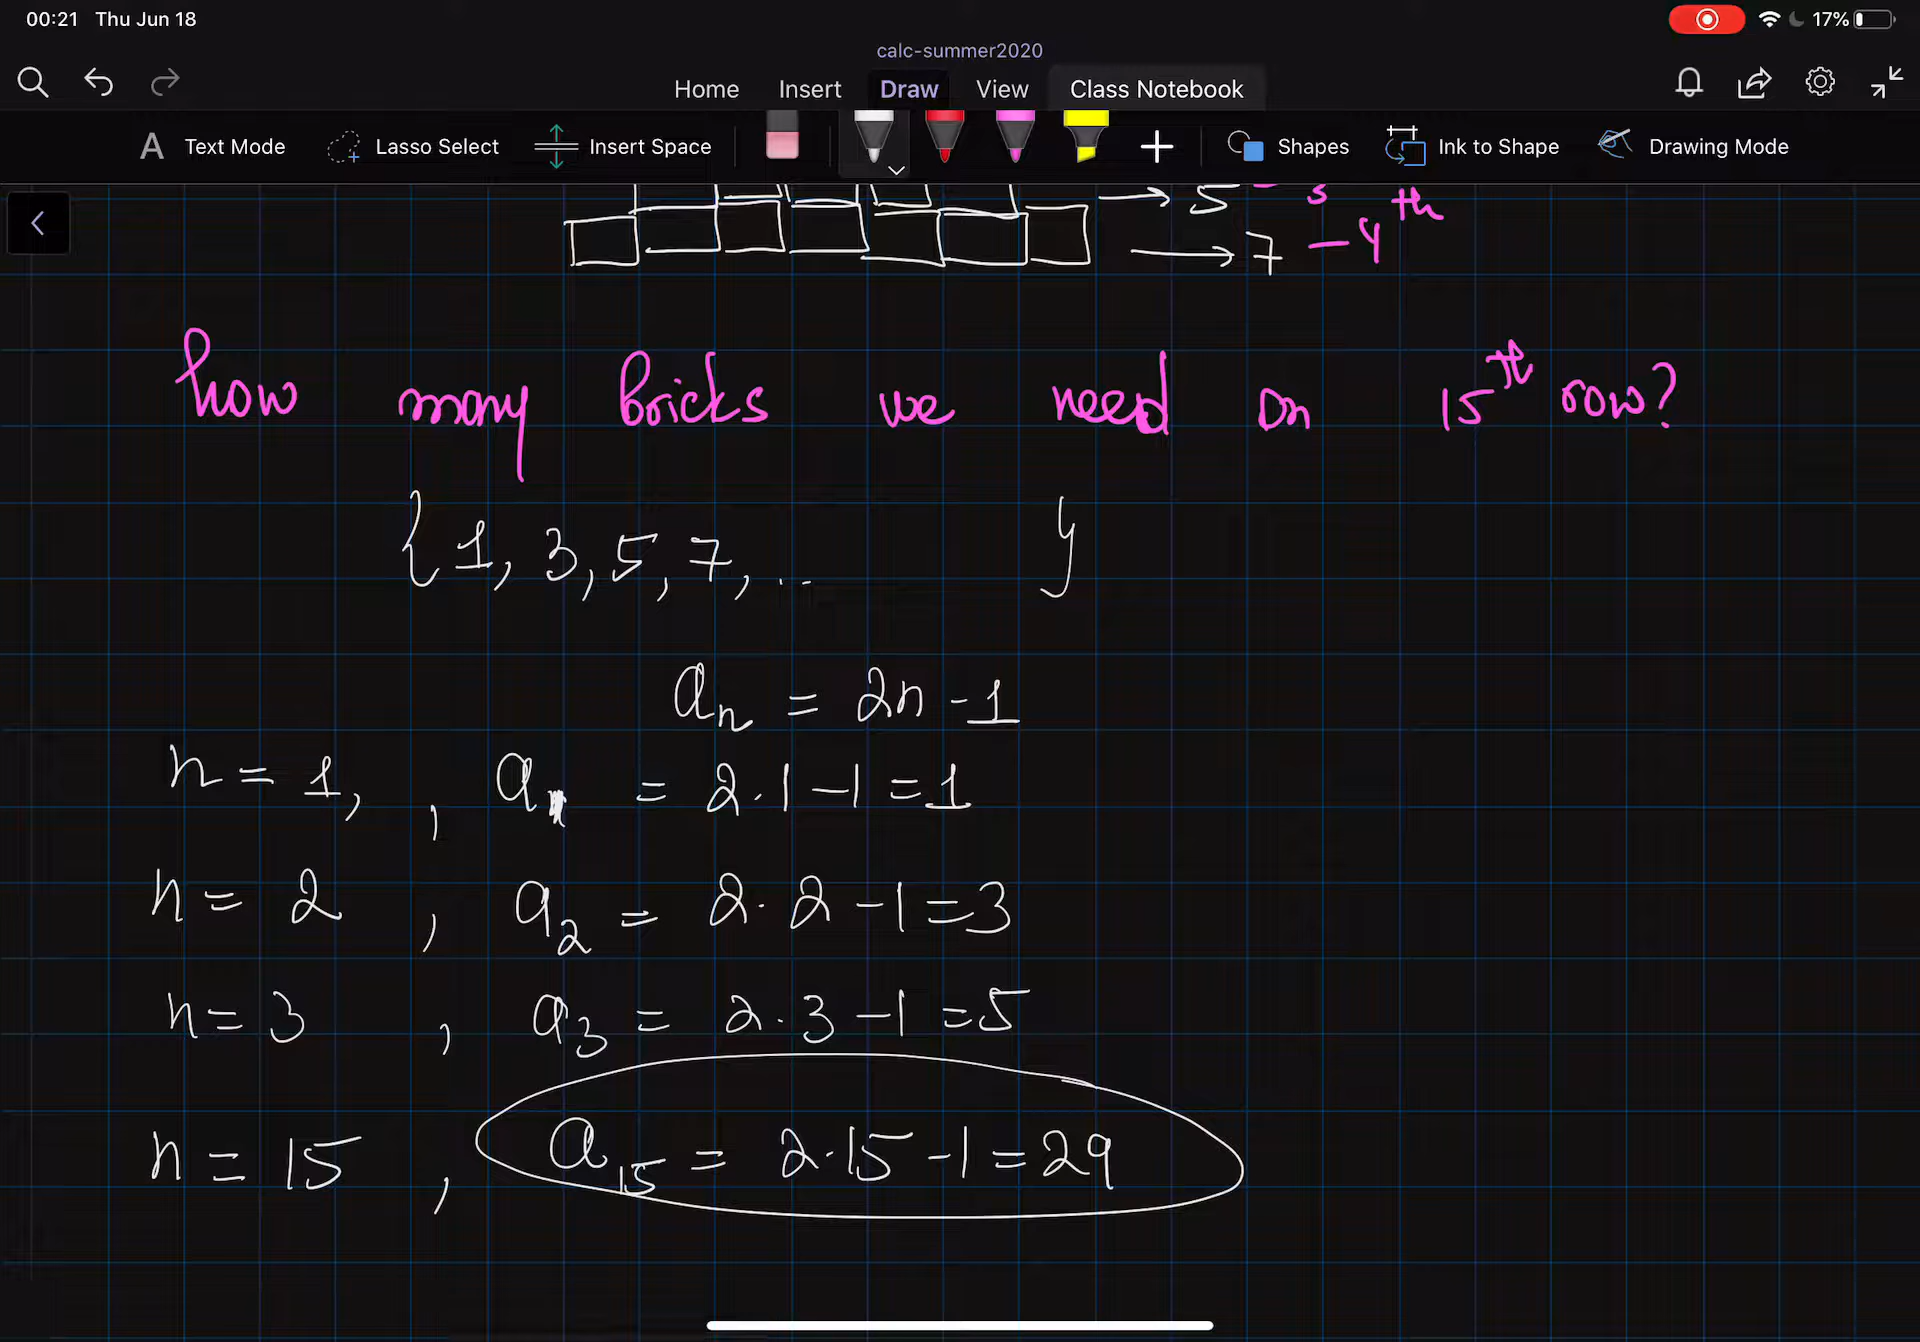 00:21 Thu Jun 18 17%
calc-summer2020
Home Insert Draw View Class Notebook
A Text Mode Lasso Select Insert Space Shapes Ink to Shape Drawing Mode
→ 5 –
→ 7 – 4th
how many bricks we need on 15th row?
{ 1, 3, 5, 7, ... }
aₙ = 2n - 1
n = 1, , a₁ = 2 · 1 - 1 = 1
n = 2 , a₂ = 2 · 2 - 1 = 3
n = 3 , a₃ = 2 · 3 - 1 = 5
n = 15 , a₁₅ = 2 · 15 - 1 = 29